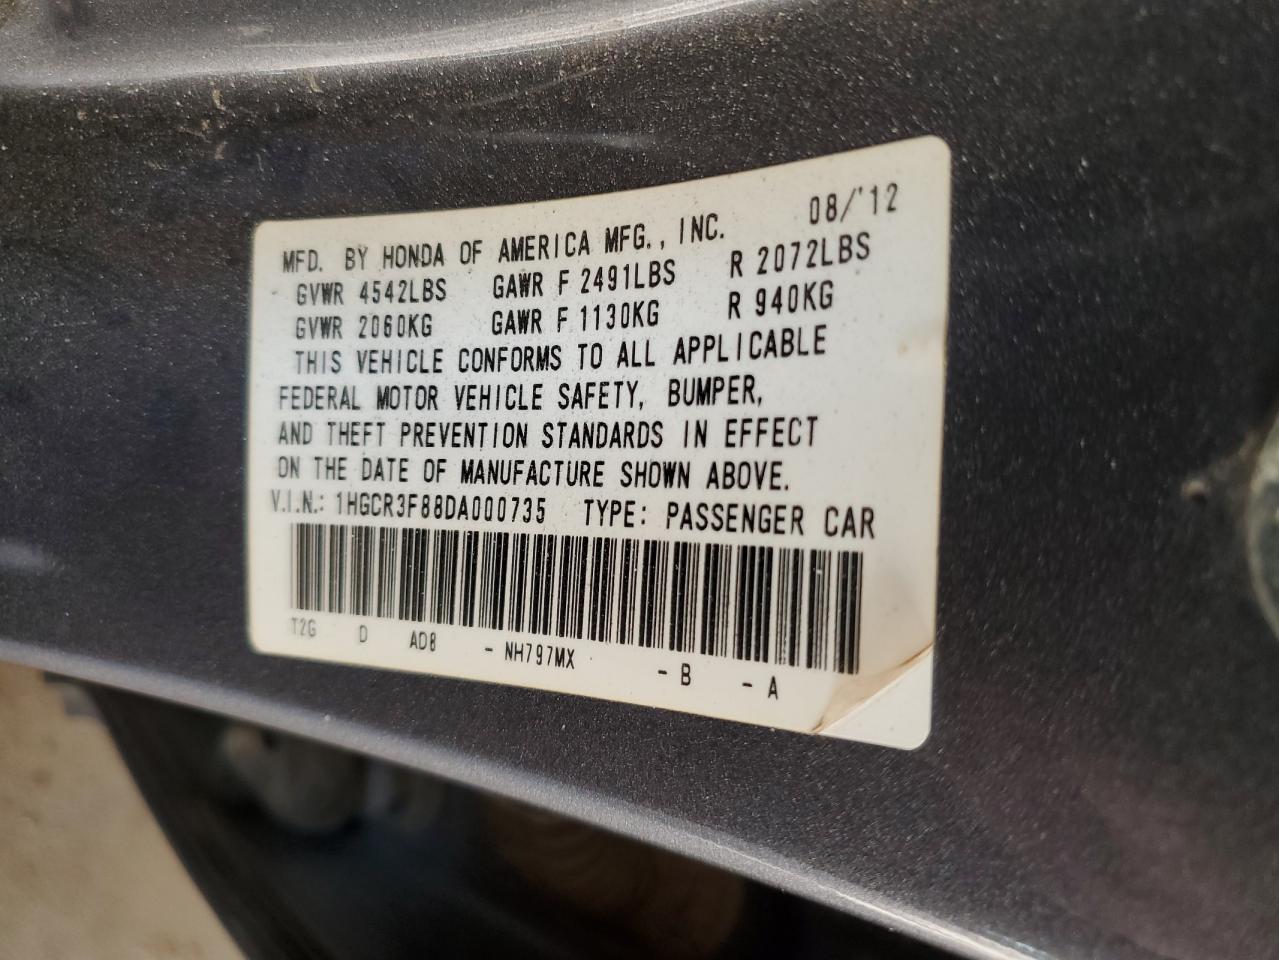 MFD. BY HONDA OF AMERICA MFG., INC. 08/'12
GVWR 4542LBS GAWR F 2491LBS R 2072LBS
GVWR 2060KG GAWR F 1130KG R 940KG
THIS VEHICLE CONFORMS TO ALL APPLICABLE
FEDERAL MOTOR VEHICLE SAFETY, BUMPER,
AND THEFT PREVENTION STANDARDS IN EFFECT
ON THE DATE OF MANUFACTURE SHOWN ABOVE.
V.I.N.: 1HGCR3F88DA000735 TYPE: PASSENGER CAR
T2G D AD8 - NH797MX - B - A